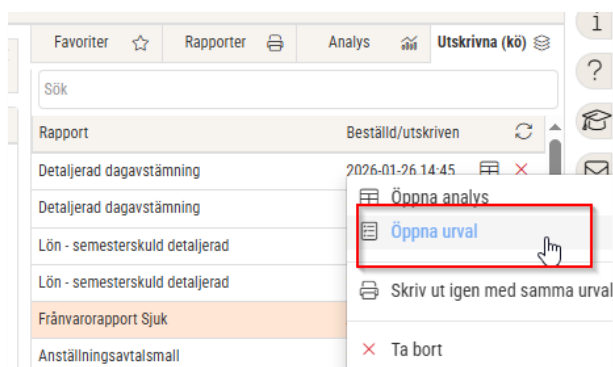 Favoriter Rapporter Analys Utskrivna (kö)
Sök
Rapport Beställd/utskriven
Detaljerad dagavstämning 2026-01-26 14:45
Detaljerad dagavstämning
Lön - semesterskuld detaljerad
Lön - semesterskuld detaljerad
Frånvarorapport Sjuk
Anställningsavtalsmall
Öppna analys
Öppna urval
Skriv ut igen med samma urval
Ta bort
i
?